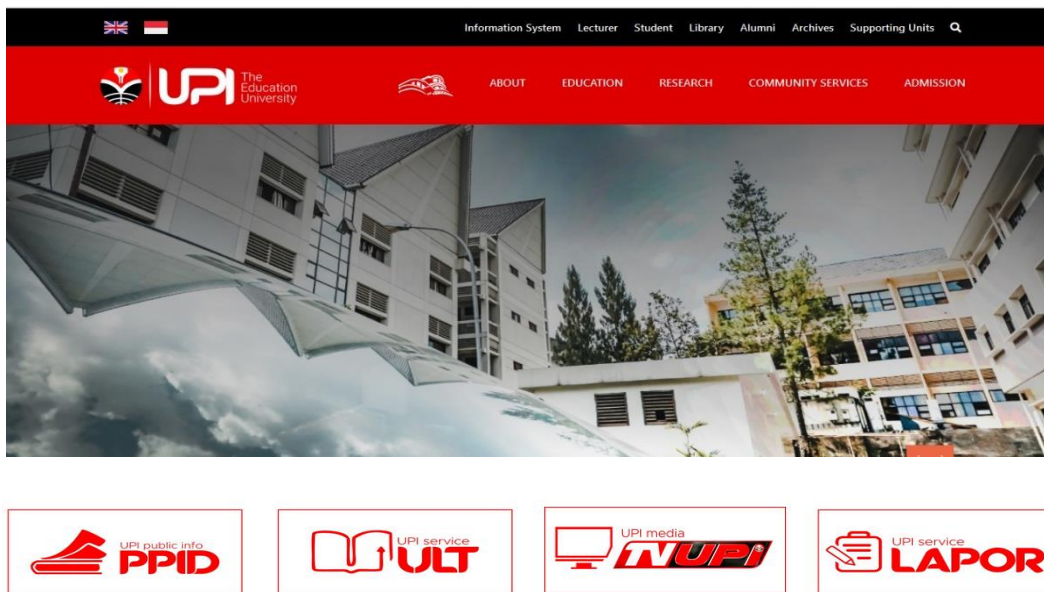 Information System Lecturer Student Library Alumni Archives Supporting Units
UPI The Education University
ABOUT EDUCATION RESEARCH COMMUNITY SERVICES ADMISSION
UPI public info
PPID
UPI service
ULT
UPI media
TVUPI
UPI service
LAPOR